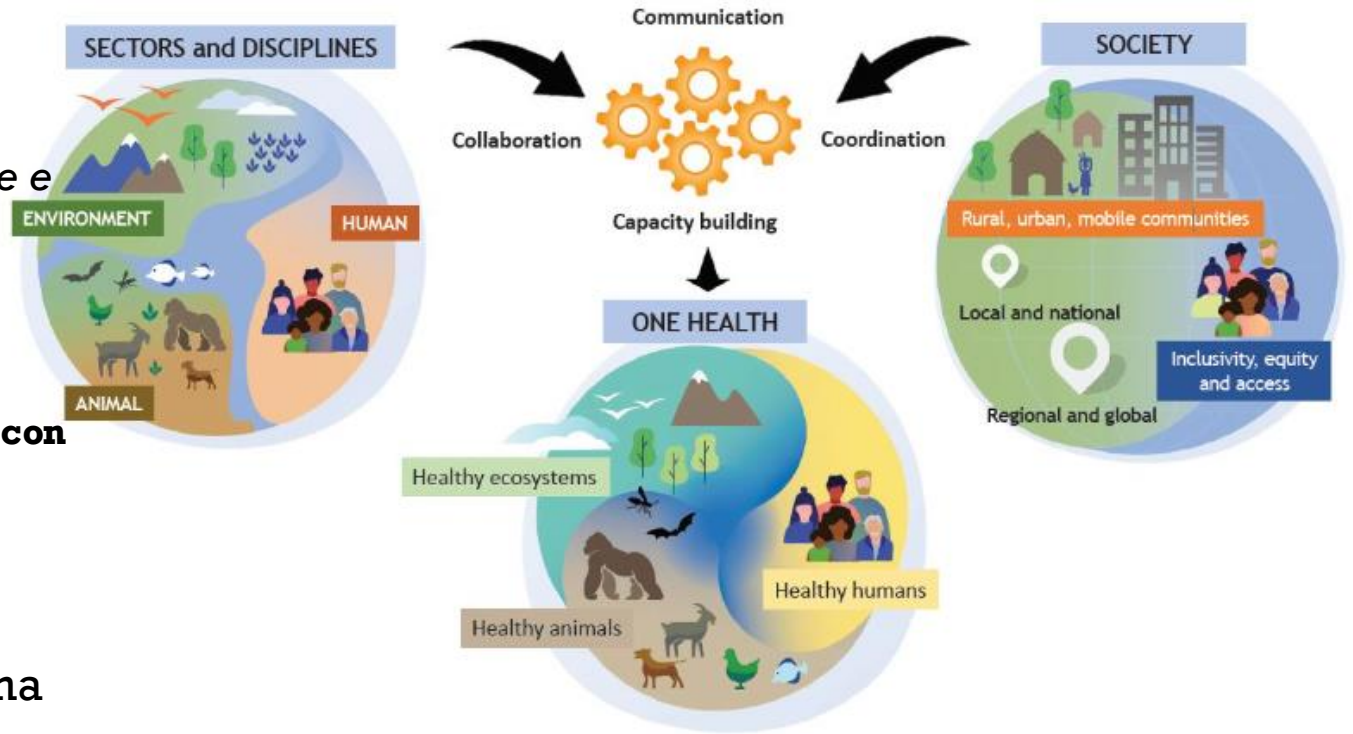 Communication
SECTORS and DISCIPLINES
SOCIETY
Collaboration
Coordination
e e
ENVIRONMENT
HUMAN
Capacity building
Rural, urban, mobile communities
Local and national
ONE HEALTH
Inclusivity, equity
and access
ANIMAL
Regional and global
con
Healthy ecosystems
Healthy humans
Healthy animals
na